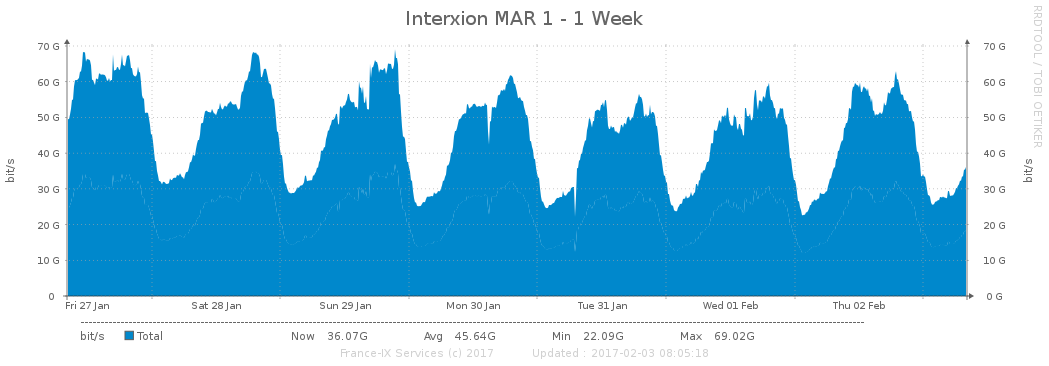 Interxion MAR 1 - 1 Week
RRDTOOL / TOBI OETIKER
bit/s
70 G
60 G
50 G
40 G
30 G
20 G
10 G
0
70 G
60 G
50 G
40 G
30 G
20 G
10 G
0 G
bit/s
Fri 27 Jan Sat 28 Jan Sun 29 Jan Mon 30 Jan Tue 31 Jan Wed 01 Feb Thu 02 Feb
bit/s Total Now 36.07G Avg 45.64G Min 22.09G Max 69.02G
France-IX Services (c) 2017 Updated : 2017-02-03 08:05:18